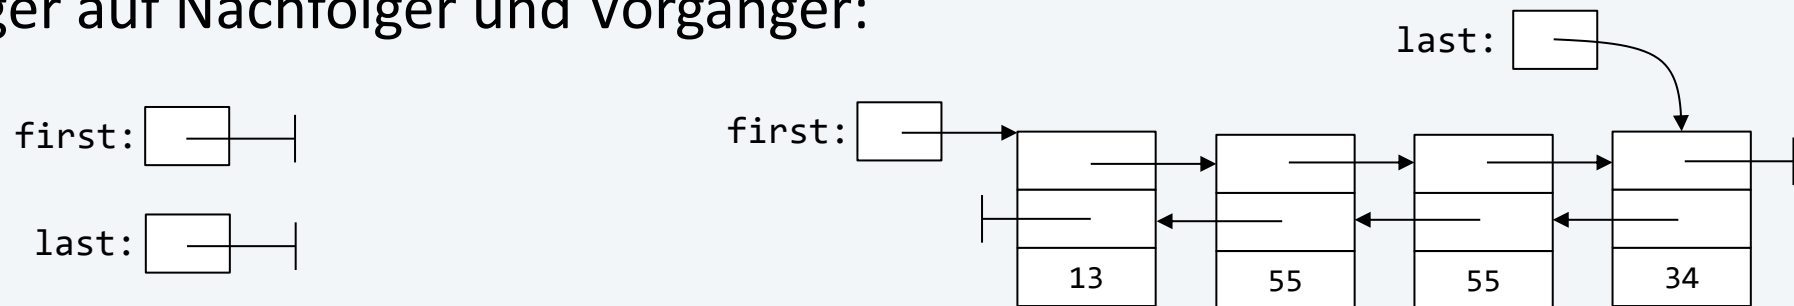 ger auf Nachfolger und Vorgänger:
last:
first:
first:
last:
13 55 55 34